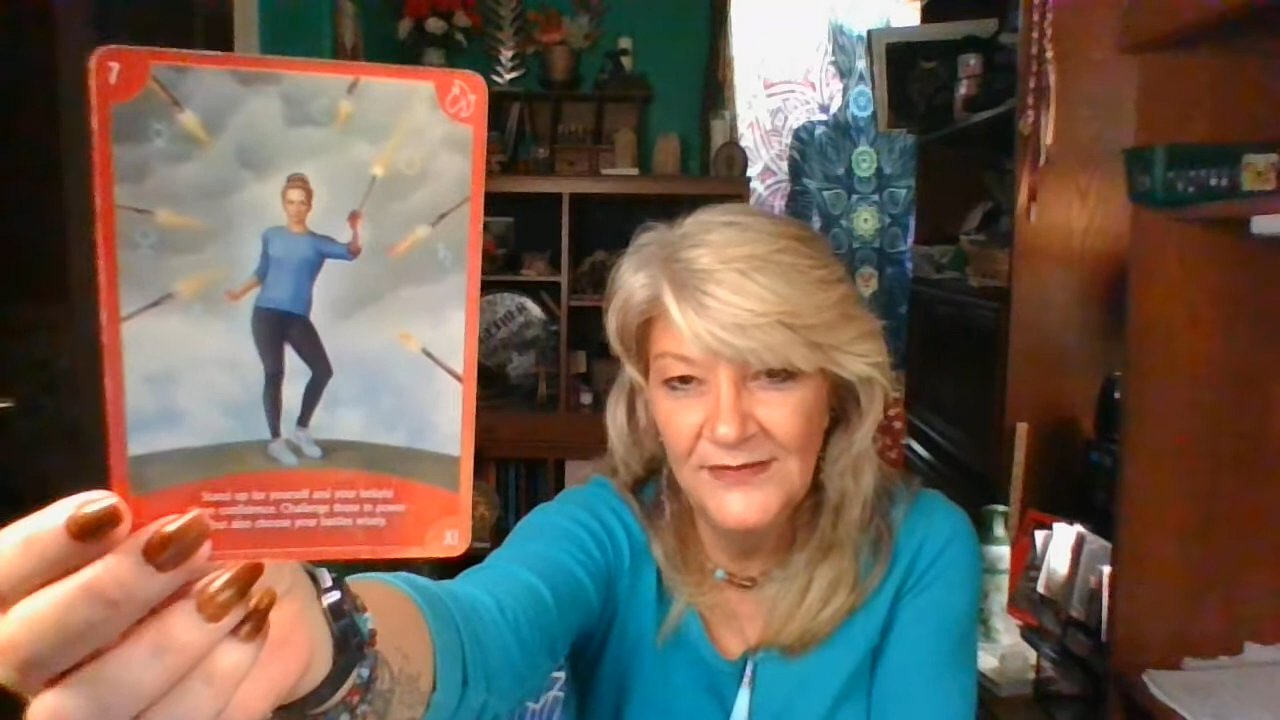 7
Stand up for yourself and your beliefs
confidence. Challenge those in power
but also choose your battles wisely.
XI